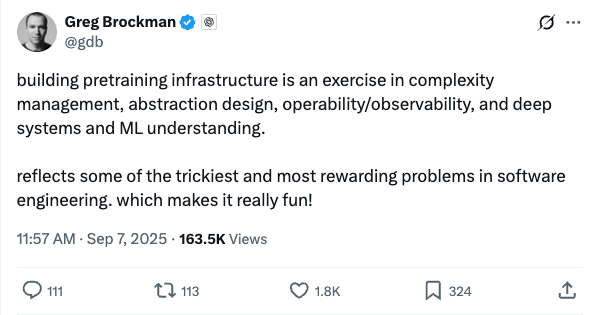 Greg Brockman
@gdb
building pretraining infrastructure is an exercise in complexity
management, abstraction design, operability/observability, and deep
systems and ML understanding.
reflects some of the trickiest and most rewarding problems in software
engineering. which makes it really fun!
11:57 AM · Sep 7, 2025 · 163.5K Views
111 113 1.8K 324